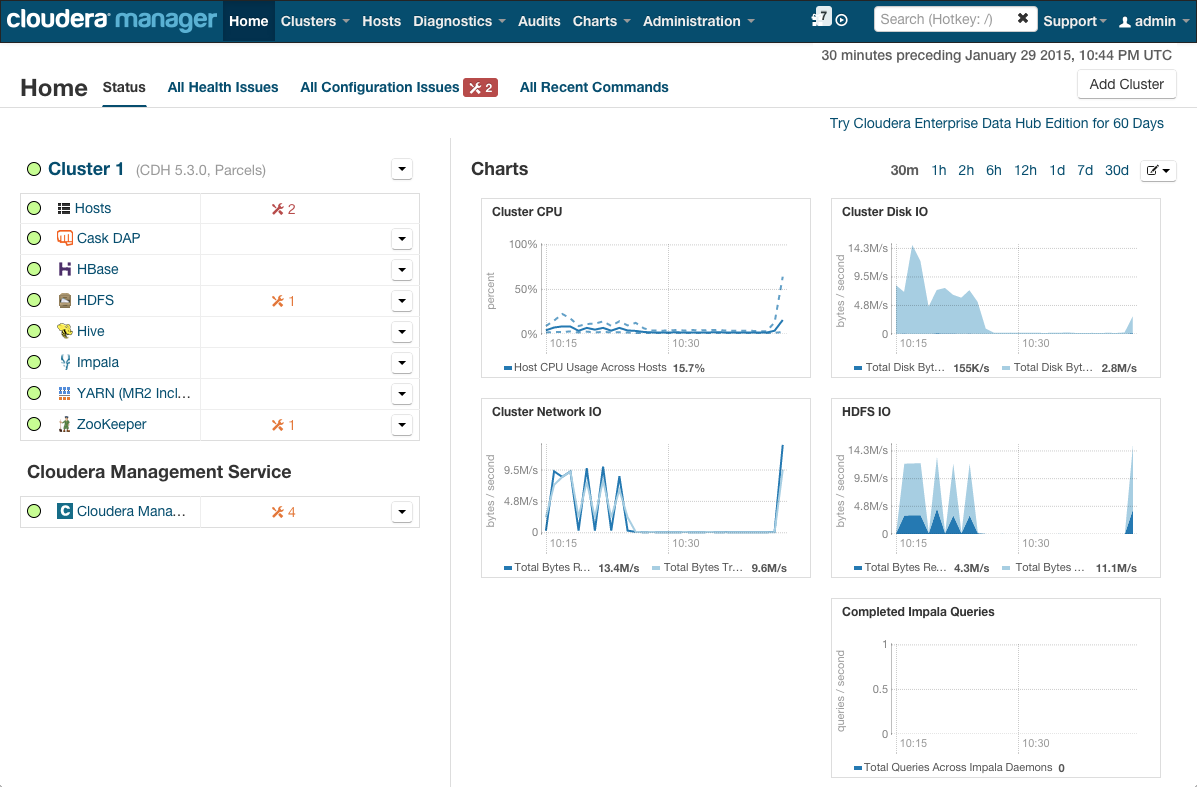 cloudera manager Home Clusters Hosts Diagnostics Audits Charts Administration 7 Search (Hotkey: /) Support admin
30 minutes preceding January 29 2015, 10:44 PM UTC
Home Status All Health Issues All Configuration Issues 2 All Recent Commands Add Cluster
Try Cloudera Enterprise Data Hub Edition for 60 Days
Cluster 1 (CDH 5.3.0, Parcels)
Hosts 2
Cask DAP
HBase
HDFS 1
Hive
Impala
YARN (MR2 Incl...
ZooKeeper 1
Cloudera Management Service
Cloudera Mana... 4
Charts 30m 1h 2h 6h 12h 1d 7d 30d
Cluster CPU
percent
100%
50%
0%
10:15 10:30
Host CPU Usage Across Hosts 15.7%
Cluster Disk IO
bytes / second
14.3M/s
9.5M/s
4.8M/s
0
10:15 10:30
Total Disk Byt... 155K/s Total Disk Byt... 2.8M/s
Cluster Network IO
bytes / second
9.5M/s
4.8M/s
0
10:15 10:30
Total Bytes R... 13.4M/s Total Bytes Tr... 9.6M/s
HDFS IO
bytes / second
14.3M/s
9.5M/s
4.8M/s
0
10:15 10:30
Total Bytes Re... 4.3M/s Total Bytes ... 11.1M/s
Completed Impala Queries
queries / second
1
0.5
0
10:15 10:30
Total Queries Across Impala Daemons 0